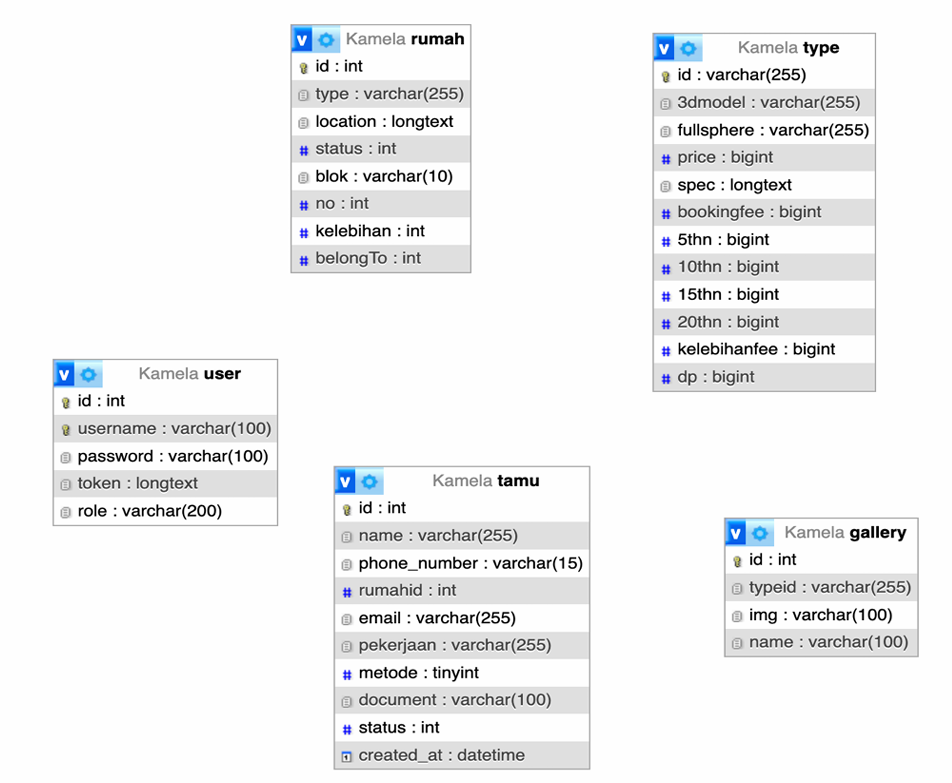 Kamela rumah
id : int
type : varchar(255)
location : longtext
status : int
blok : varchar(10)
no : int
kelebihan : int
belongTo : int
Kamela type
id : varchar(255)
3dmodel : varchar(255)
fullsphere : varchar(255)
price : bigint
spec : longtext
bookingfee : bigint
5thn : bigint
10thn : bigint
15thn : bigint
20thn : bigint
kelebihanfee : bigint
dp : bigint
Kamela user
id : int
username : varchar(100)
password : varchar(100)
token : longtext
role : varchar(200)
Kamela tamu
id : int
name : varchar(255)
phone_number : varchar(15)
rumahid : int
email : varchar(255)
pekerjaan : varchar(255)
metode : tinyint
document : varchar(100)
status : int
created_at : datetime
Kamela gallery
id : int
typeid : varchar(255)
img : varchar(100)
name : varchar(100)